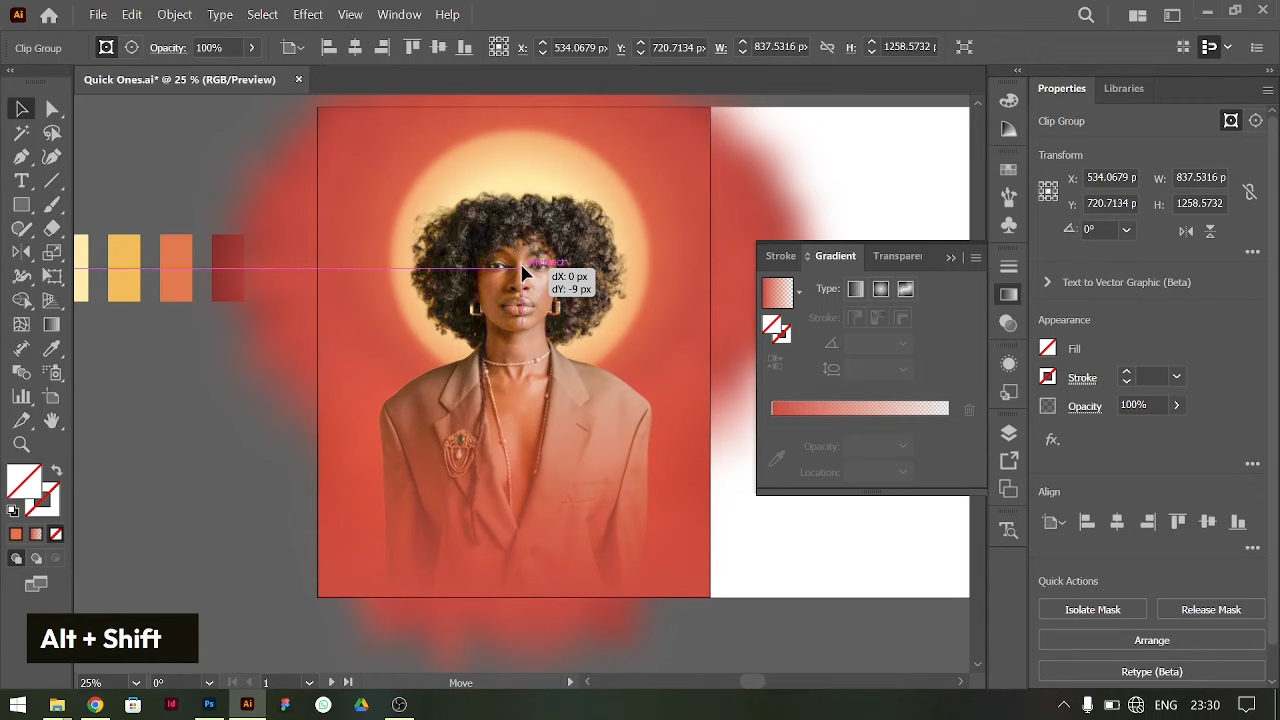 Ai File Edit Object Type Select Effect View Window Help
Clip Group Opacity: 100% X: 534.0679 p> Y: 720.7134 p> W: 837.5316 p> H: 1258.5732 p
Quick Ones.ai* @ 25 % (RGB/Preview)
Properties Libraries
Clip Group
Transform
X: 534.0679 p> W: 837.5316 p>
Y: 720.7134 p> H: 1258.5732
0°
Text to Vector Graphic (Beta)
Appearance
Fill
Stroke
Opacity 100%
fx.
Align
Quick Actions
Isolate Mask Release Mask
Arrange
Retype (Beta)
dX: 0 px
dY: -9 px
Stroke Gradient Transparen
Type:
Stroke:
Opacity:
Location:
Alt + Shift
25% 0° 1 Move
Id Ps Ai ENG 23:30